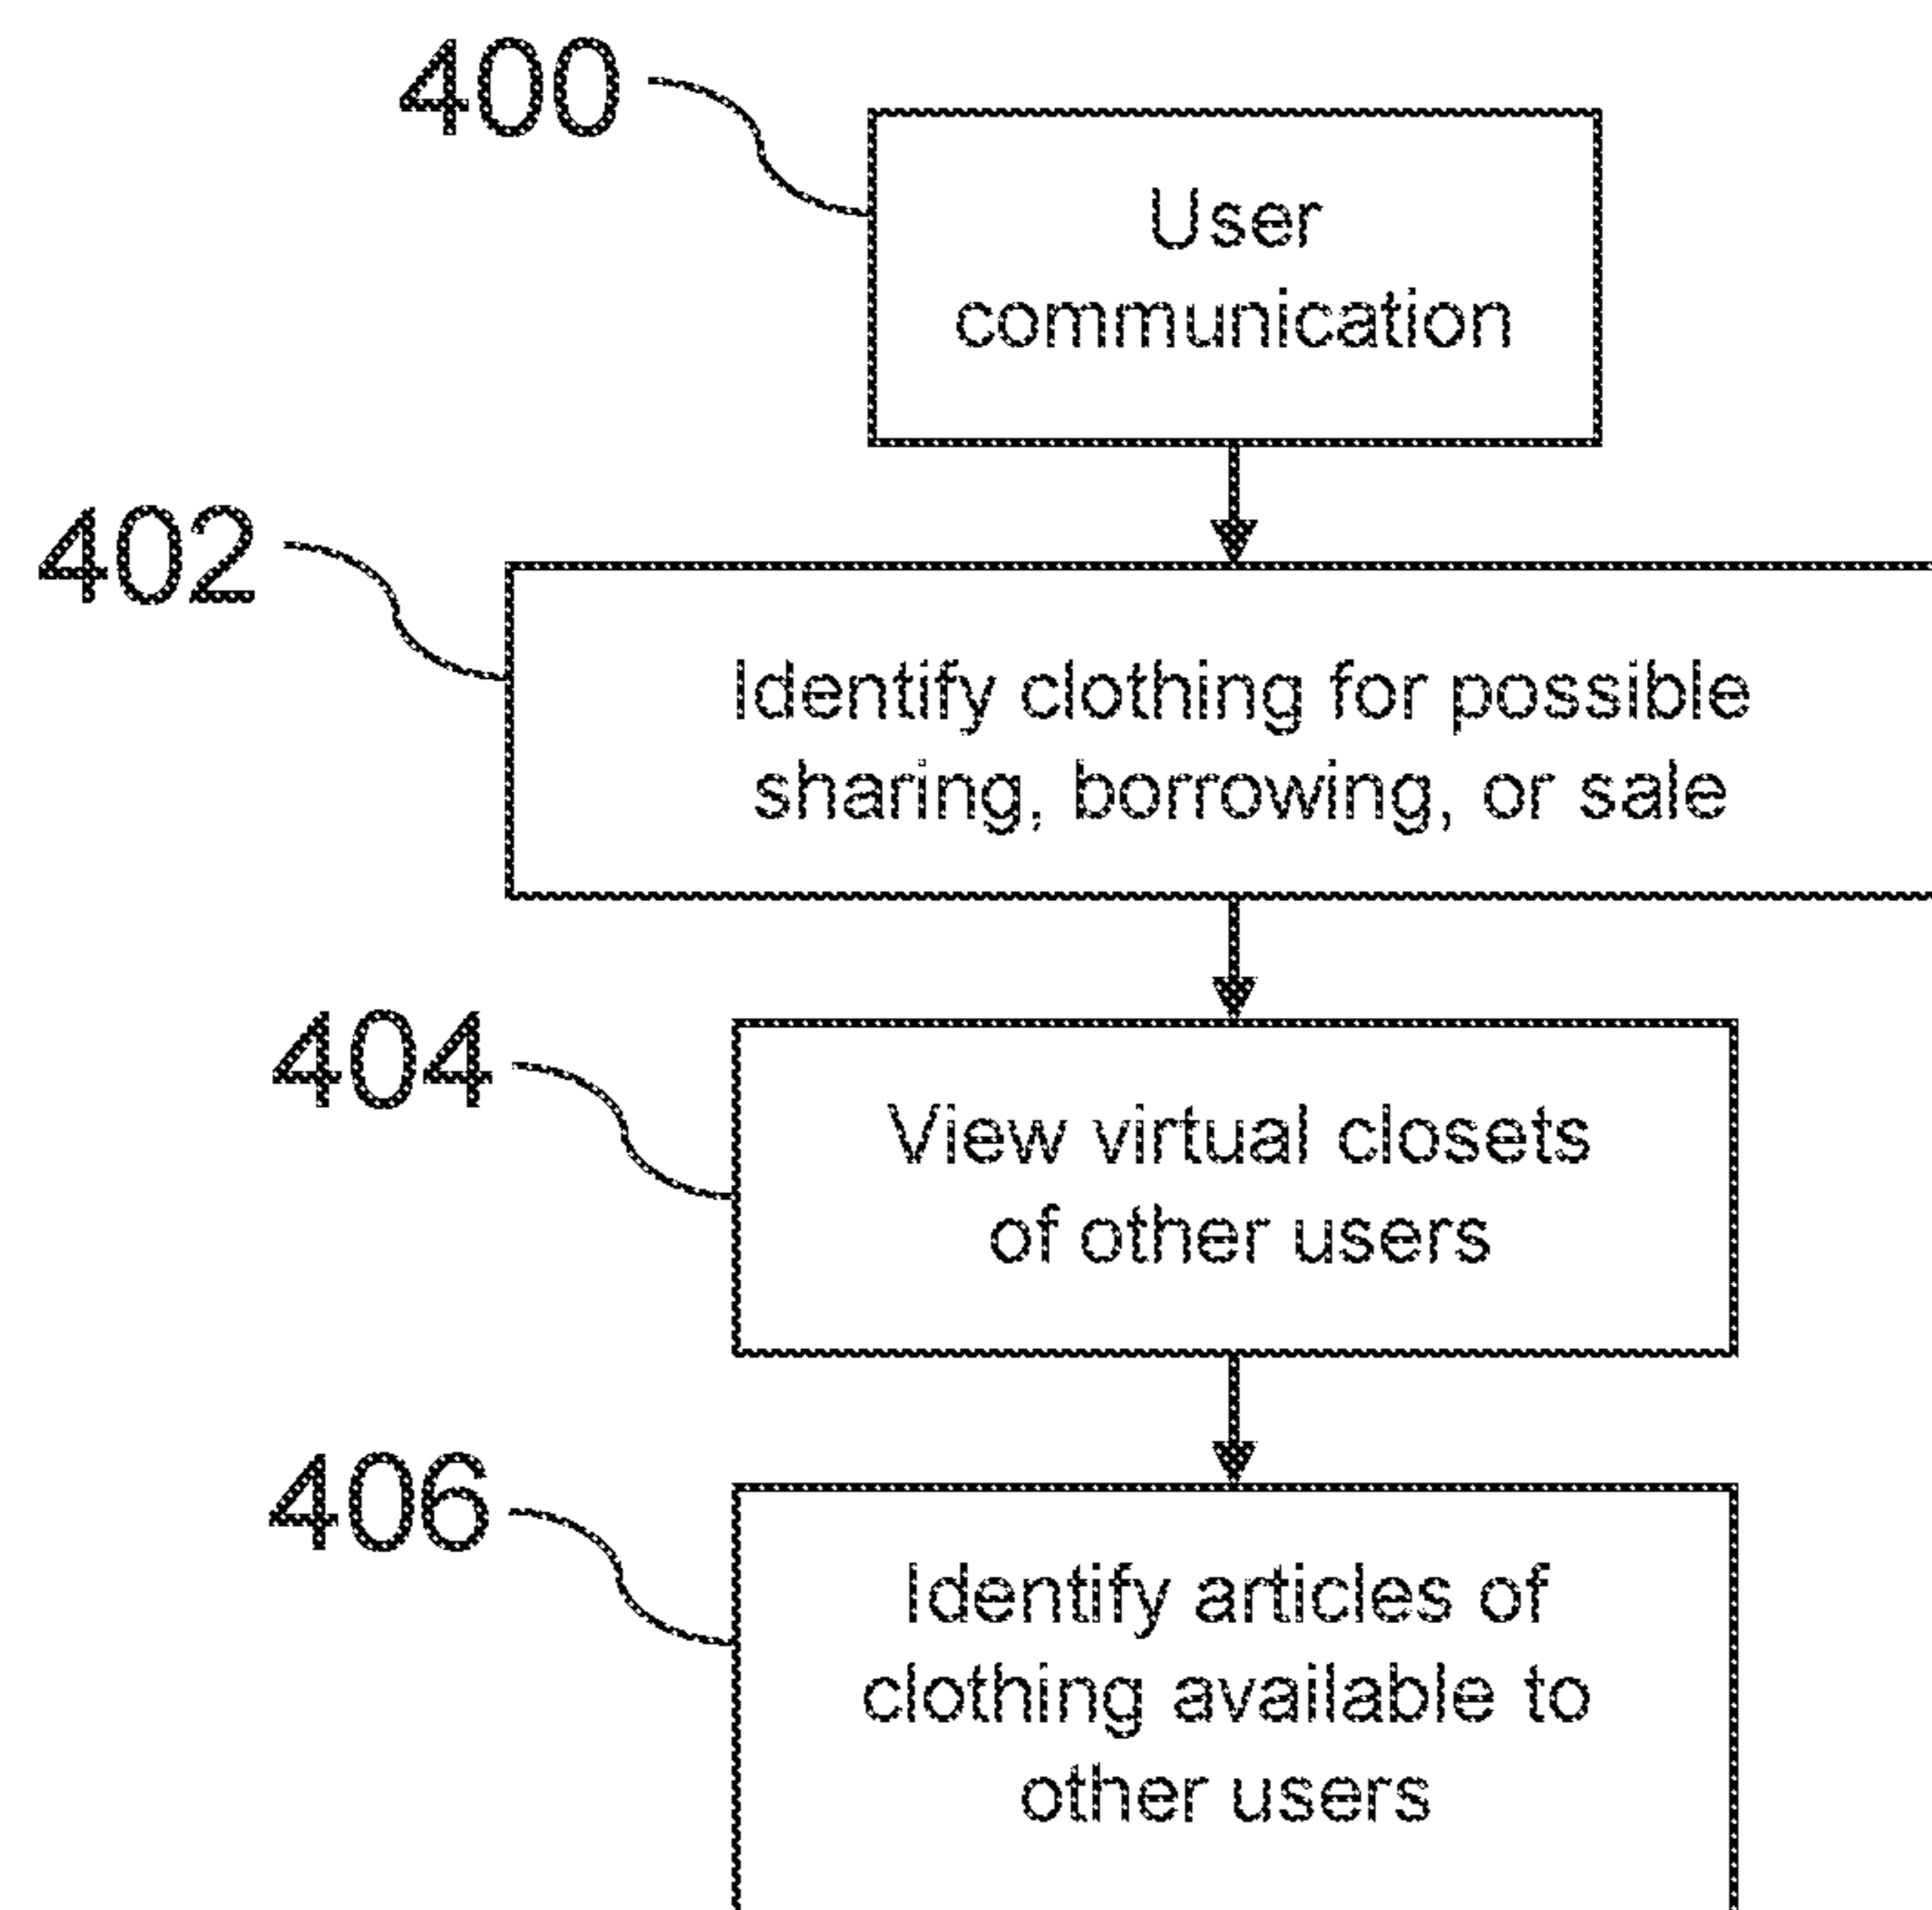 400
User
communication
402
Identify clothing for possible
sharing, borrowing, or sale
404
View virtual closets
of other users
406
Identify articles of
clothing available to
other users